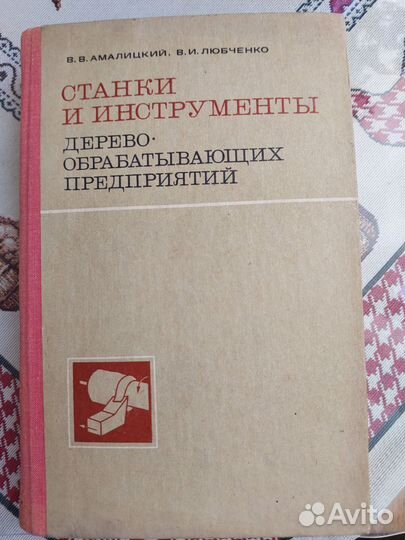 В. В. АМАЛИЦКИЙ, В. И. ЛЮБЧЕНКО
СТАНКИ
И ИНСТРУМЕНТЫ
ДЕРЕВО·
ОБРАБАТЫВАЮЩИХ
ПРЕДПРИЯТИЙ
Avito